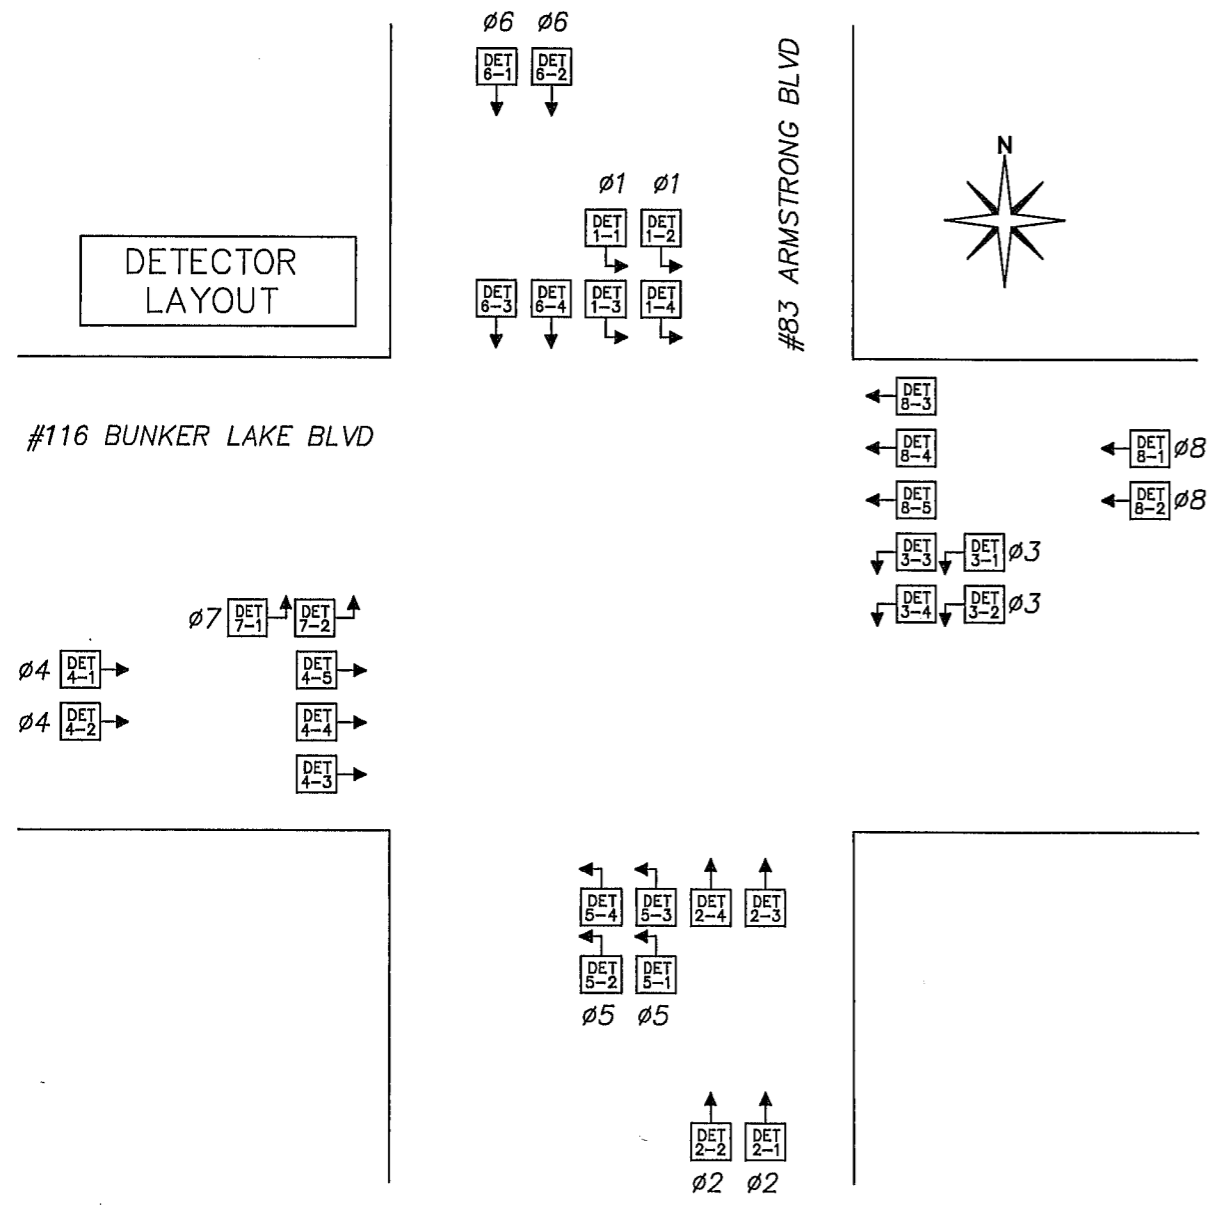 ø6 ø6
DET 6-1 DET 6-2
#83 ARMSTRONG BLVD
N
ø1 ø1
DET 1-1 DET 1-2
DETECTOR
LAYOUT
DET 6-3 DET 6-4 DET 1-3 DET 1-4
#116 BUNKER LAKE BLVD
DET 8-3
DET 8-4 DET 8-1 ø8
DET 8-5 DET 8-2 ø8
DET 3-3 DET 3-1 ø3
DET 3-4 DET 3-2 ø3
ø7 DET 7-1 DET 7-2
ø4 DET 4-1 DET 4-5
ø4 DET 4-2 DET 4-4
DET 4-3
DET 5-4 DET 5-3 DET 2-4 DET 2-3
DET 5-2 DET 5-1
ø5 ø5
DET 2-2 DET 2-1
ø2 ø2